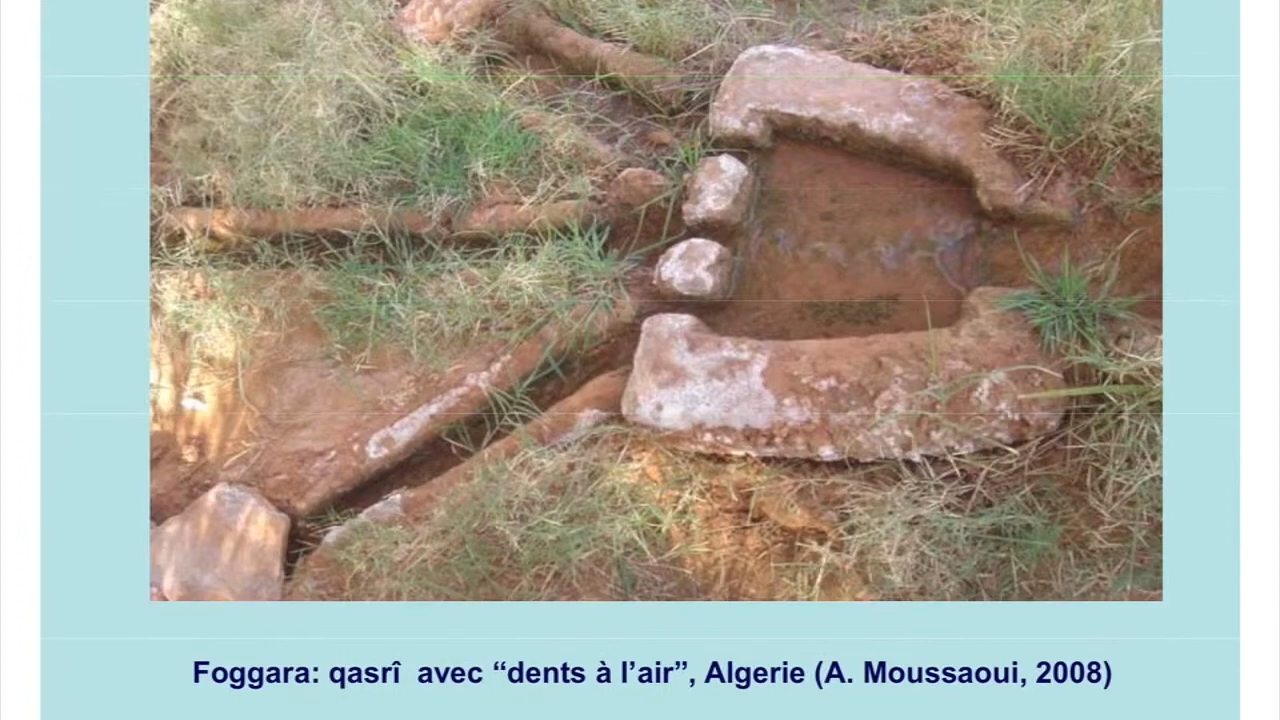 Foggara: qasrî  avec “dents à l’air”, Algerie (A. Moussaoui, 2008)